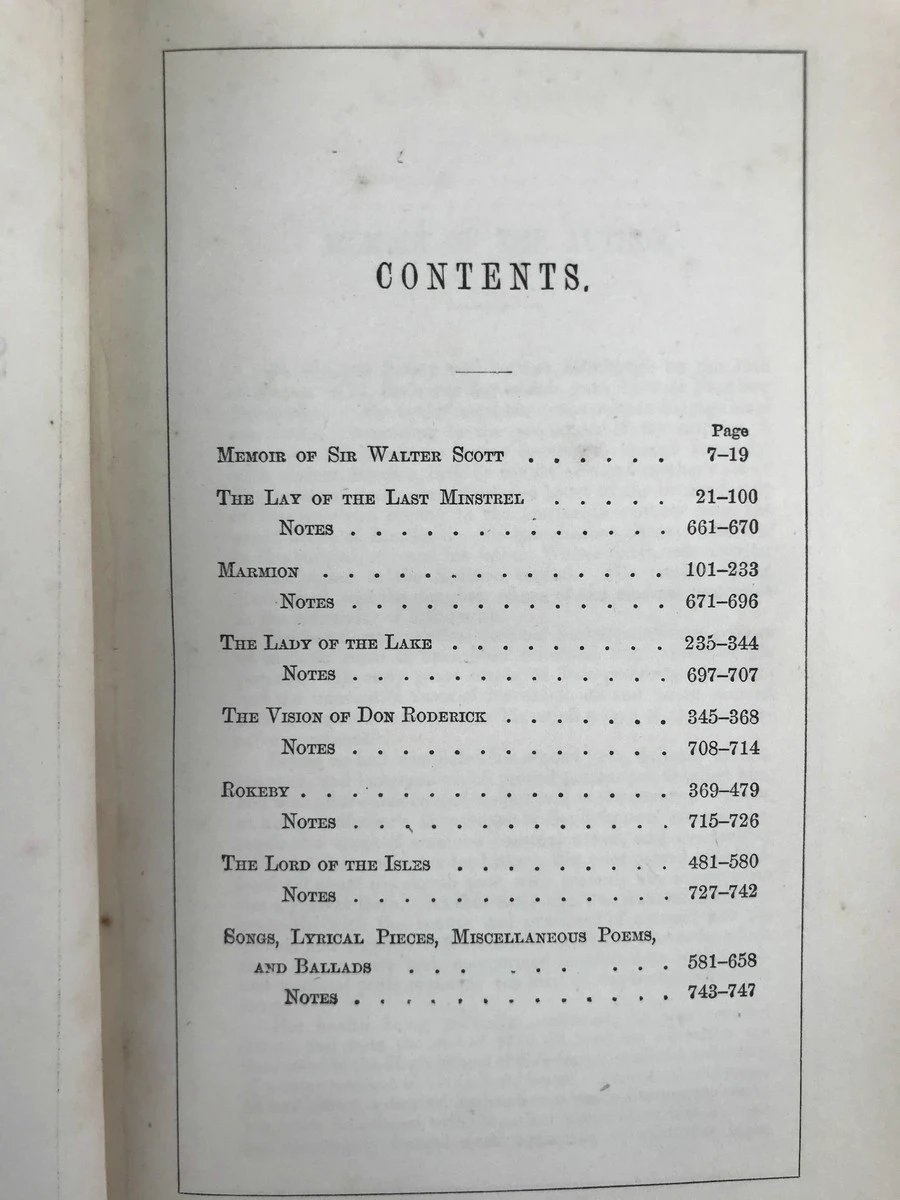 CONTENTS.
Page
MEMOIR OF SIR WALTER SCOTT . . . . . . 7–19
THE LAY OF THE LAST MINSTREL . . . . . 21–100
NOTES . . . . . . . . . . . . . 661–670
MARMION . . . . . . . . . . . . . . 101–233
NOTES . . . . . . . . . . . . . 671–696
THE LADY OF THE LAKE . . . . . . . . . 235–344
NOTES . . . . . . . . . . . . . 697–707
THE VISION OF DON RODERICK . . . . . . . 345–368
NOTES . . . . . . . . . . . . . 708–714
ROKEBY . . . . . . . . . . . . . . . 369–479
NOTES . . . . . . . . . . . . . 715–726
THE LORD OF THE ISLES . . . . . . . . . 481–580
NOTES . . . . . . . . . . . . . 727–742
SONGS, LYRICAL PIECES, MISCELLANEOUS POEMS,
AND BALLADS . . . . . . . . . 581–658
NOTES . . . . . . . . . . . . . 743–747